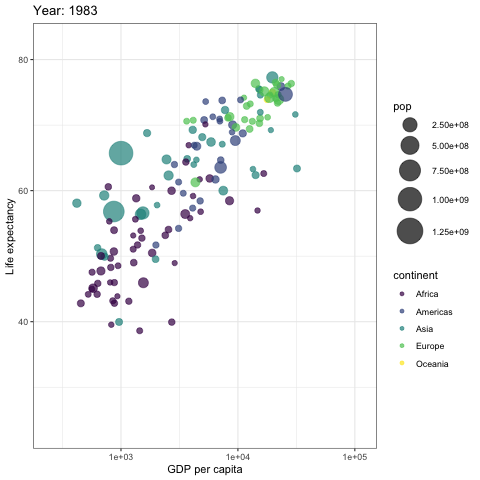 Year: 1983
Life expectancy
80
60
40
1e+03
1e+04
1e+05
GDP per capita
pop
2.50e+08
5.00e+08
7.50e+08
1.00e+09
1.25e+09
continent
Africa
Americas
Asia
Europe
Oceania